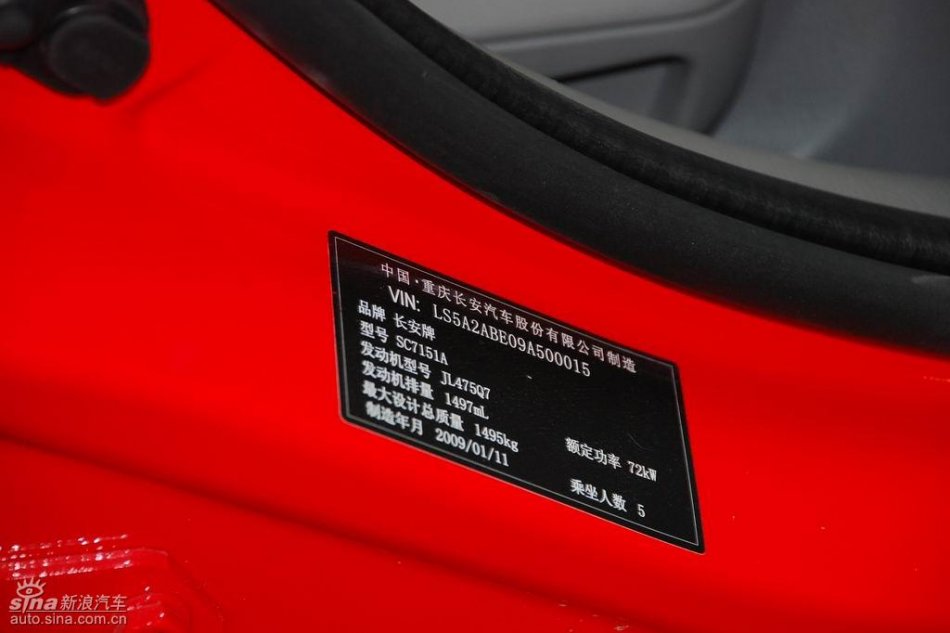 中国·重庆长安汽车股份有限公司制造
VIN: LS5A2ABE09A500015
品牌 长安牌
型号 SC7151A
发动机型号 JL475Q7
发动机排量 1497mL 额定功率 72kW
最大设计总质量 1495kg
制造年月 2009/01/11 乘坐人数 5
sina新浪汽车
auto.sina.com.cn